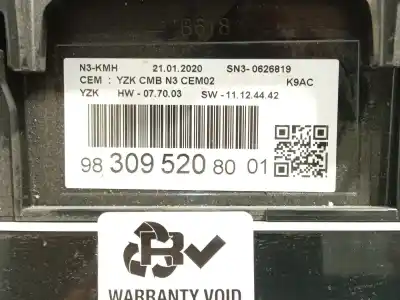 8618
N3-KMH 21.01.2020 SN3- 0626819
CEM : YZK CMB N3 CEM02 K9AC
YZK HW - 07.70.03 SW - 11.12.44.42
98 309 520 80 01
R
WARRANTY VOID